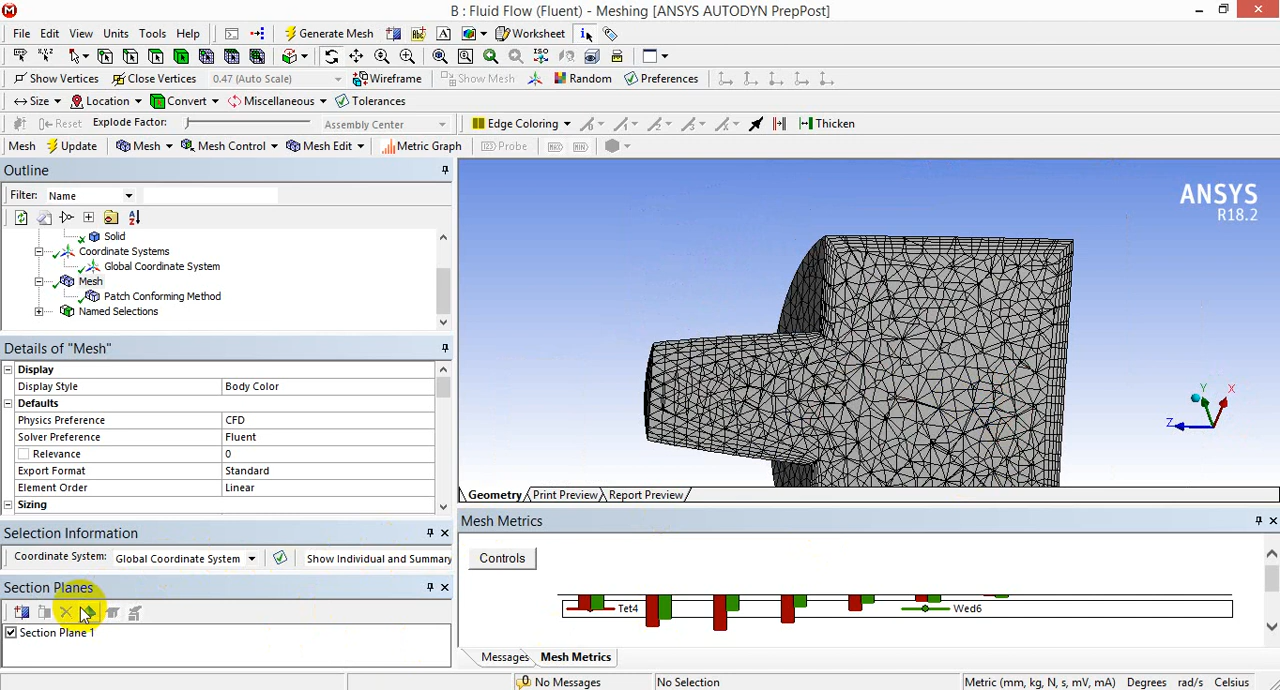 B : Fluid Flow (Fluent) - Meshing [ANSYS AUTODYN PrepPost]
File Edit View Units Tools Help Generate Mesh A Worksheet i
Show Vertices Close Vertices 0.47 (Auto Scale) Wireframe Show Mesh Random Preferences
Size Location Convert Miscellaneous Tolerances
Reset Explode Factor: Assembly Center Edge Coloring Thicken
Mesh Update Mesh Mesh Control Mesh Edit Metric Graph Probe MAX MIN
Outline
Filter: Name
Solid
Coordinate Systems
Global Coordinate System
Mesh
Patch Conforming Method
Named Selections
Details of "Mesh"
Display
Display Style Body Color
Defaults
Physics Preference CFD
Solver Preference Fluent
Relevance 0
Export Format Standard
Element Order Linear
Sizing
Selection Information
Coordinate System: Global Coordinate System Show Individual and Summary
Section Planes
Section Plane 1
ANSYS
R18.2
Y
X
Z
Geometry Print Preview Report Preview
Mesh Metrics
Controls
Tet4 Wed6
Messages Mesh Metrics
No Messages No Selection Metric (mm, kg, N, s, mV, mA) Degrees rad/s Celsius